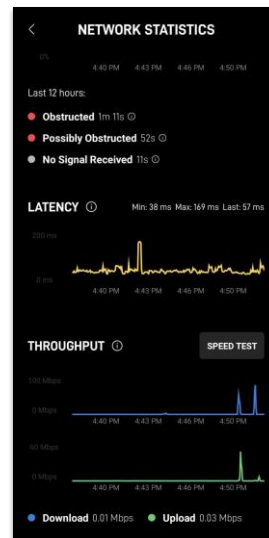 NETWORK STATISTICS
0%
4:40 PM 4:43 PM 4:46 PM 4:50 PM
Last 12 hours:
Obstructed 1m 11s
Possibly Obstructed 52s
No Signal Received 11s
LATENCY Min: 38 ms Max: 169 ms Last: 57 ms
200 ms
0 ms
4:40 PM 4:43 PM 4:46 PM 4:50 PM
THROUGHPUT SPEED TEST
100 Mbps
0 Mbps
4:40 PM 4:43 PM 4:46 PM 4:50 PM
60 Mbps
0 Mbps
4:40 PM 4:43 PM 4:46 PM 4:50 PM
Download 0.01 Mbps Upload 0.03 Mbps